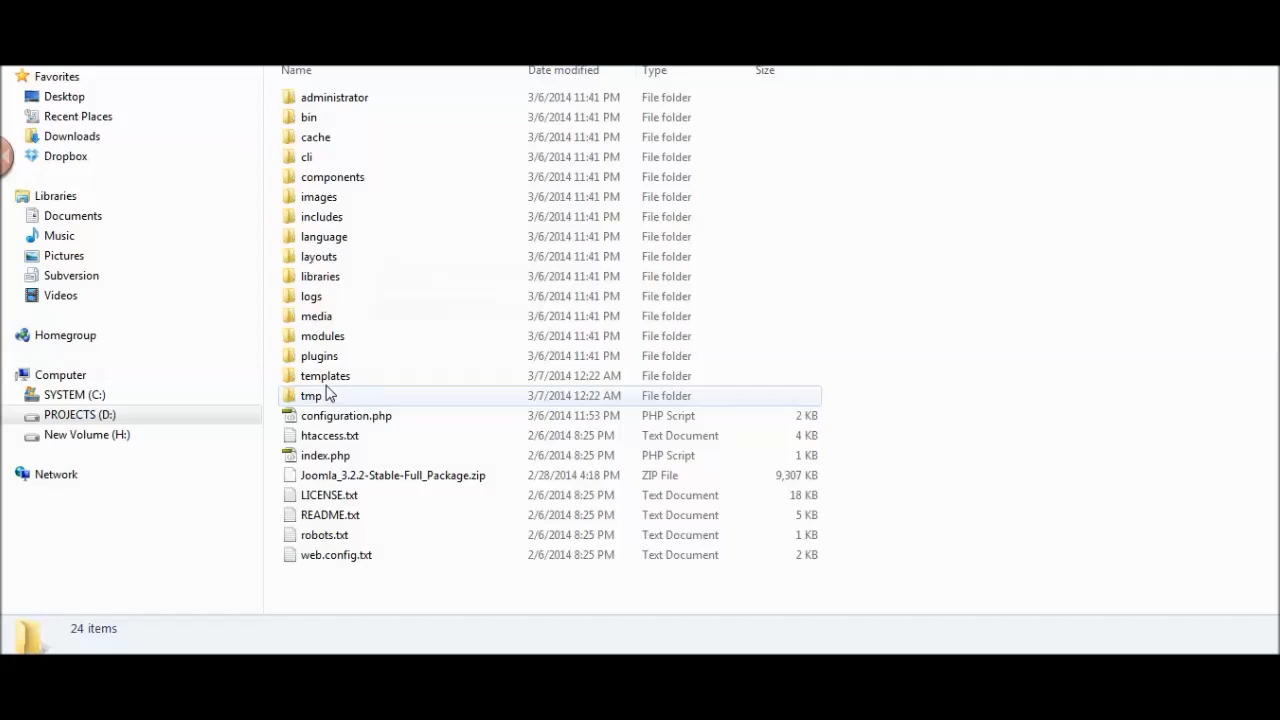 Name Date modified Type Size
Favorites
Desktop
Recent Places
Downloads
Dropbox
Libraries
Documents
Music
Pictures
Subversion
Videos
Homegroup
Computer
SYSTEM (C:)
PROJECTS (D:)
New Volume (H:)
Network
administrator 3/6/2014 11:41 PM File folder
bin 3/6/2014 11:41 PM File folder
cache 3/6/2014 11:41 PM File folder
cli 3/6/2014 11:41 PM File folder
components 3/6/2014 11:41 PM File folder
images 3/6/2014 11:41 PM File folder
includes 3/6/2014 11:41 PM File folder
language 3/6/2014 11:41 PM File folder
layouts 3/6/2014 11:41 PM File folder
libraries 3/6/2014 11:41 PM File folder
logs 3/6/2014 11:41 PM File folder
media 3/6/2014 11:41 PM File folder
modules 3/6/2014 11:41 PM File folder
plugins 3/6/2014 11:41 PM File folder
templates 3/7/2014 12:22 AM File folder
tmp 3/7/2014 12:22 AM File folder
configuration.php 3/6/2014 11:53 PM PHP Script 2 KB
htaccess.txt 2/6/2014 8:25 PM Text Document 4 KB
index.php 2/6/2014 8:25 PM PHP Script 1 KB
Joomla_3.2.2-Stable-Full_Package.zip 2/28/2014 4:18 PM ZIP File 9,307 KB
LICENSE.txt 2/6/2014 8:25 PM Text Document 18 KB
README.txt 2/6/2014 8:25 PM Text Document 5 KB
robots.txt 2/6/2014 8:25 PM Text Document 1 KB
web.config.txt 2/6/2014 8:25 PM Text Document 2 KB
24 items